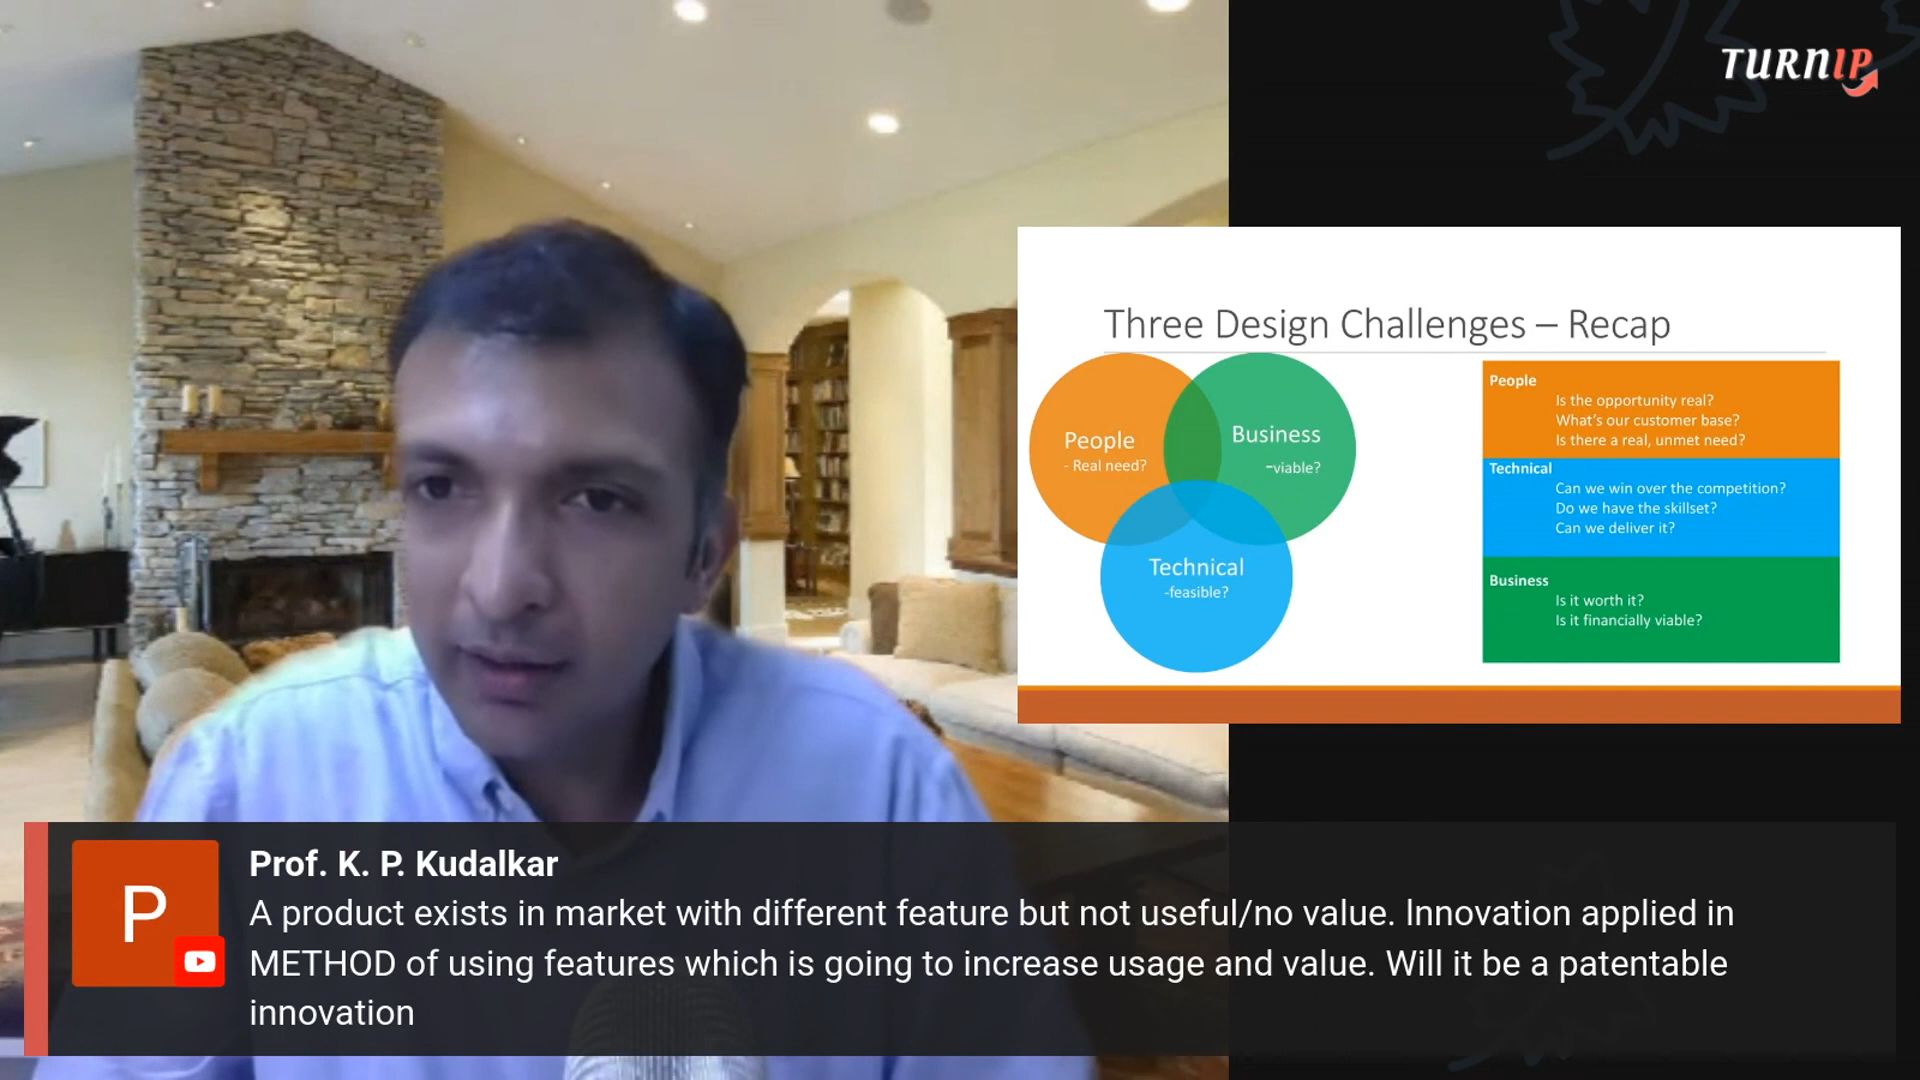 TURNIP
Three Design Challenges – Recap
People
- Real need?
Business
-viable?
Technical
-feasible?
People
Is the opportunity real?
What's our customer base?
Is there a real, unmet need?
Technical
Can we win over the competition?
Do we have the skillset?
Can we deliver it?
Business
Is it worth it?
Is it financially viable?
P
Prof. K. P. Kudalkar
A product exists in market with different feature but not useful/no value. Innovation applied in
METHOD of using features which is going to increase usage and value. Will it be a patentable
innovation